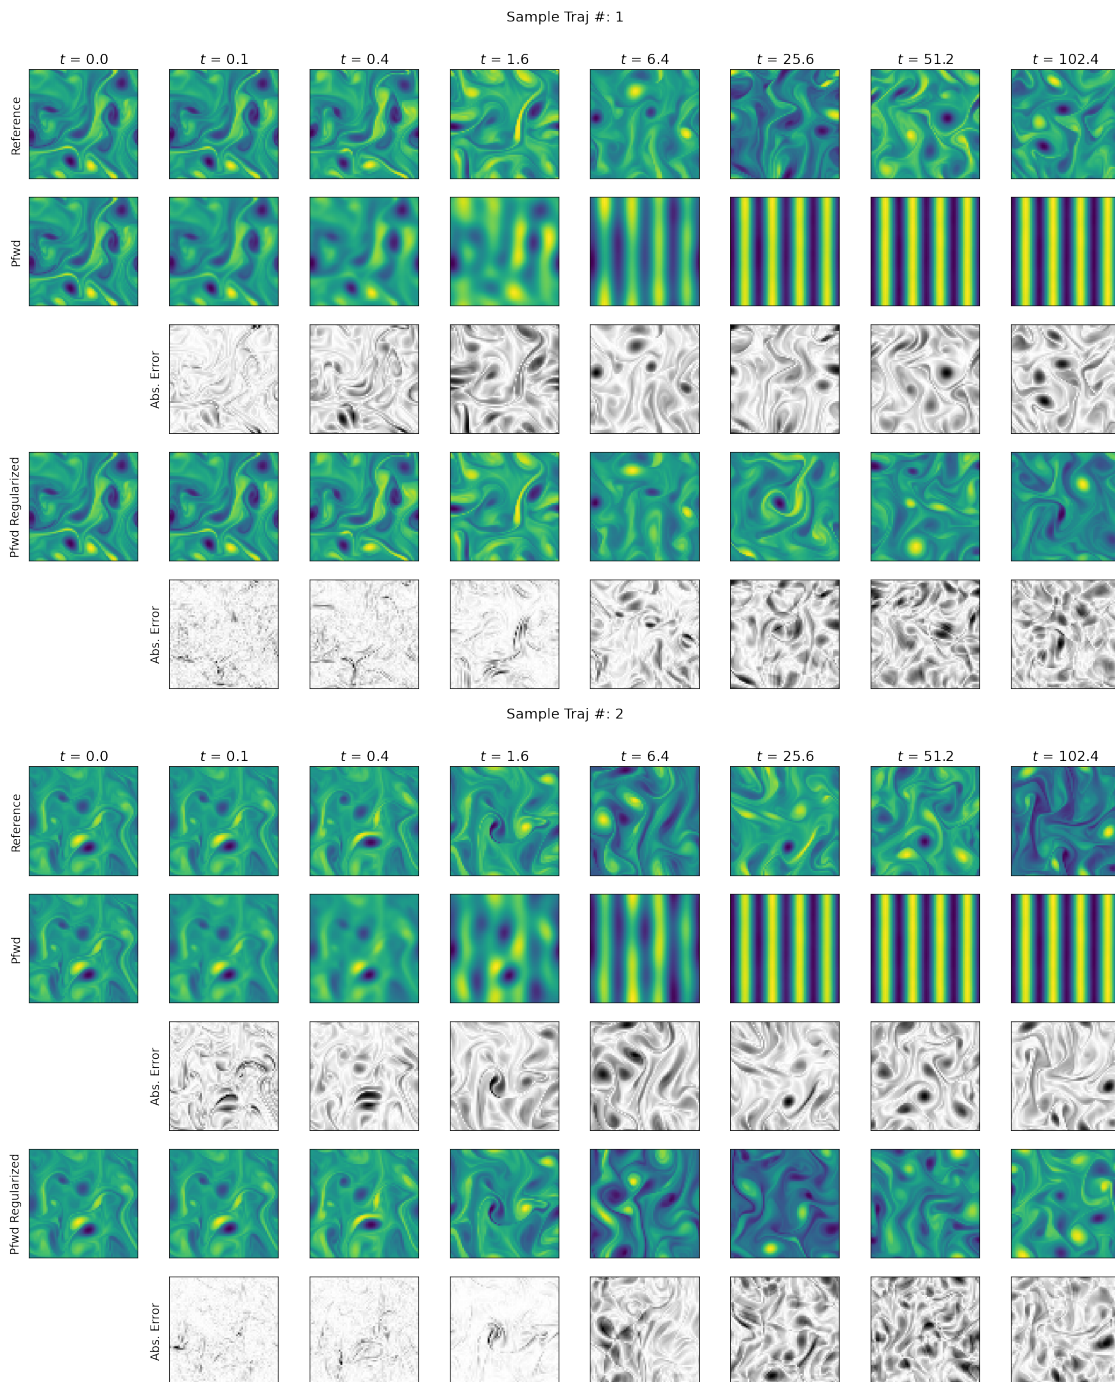 Sample Traj #: 1
t = 0.0 t = 0.1 t = 0.4 t = 1.6 t = 6.4 t = 25.6 t = 51.2 t = 102.4
Reference
Pfwd
Abs. Error
Pfwd Regularized
Abs. Error
Sample Traj #: 2
t = 0.0 t = 0.1 t = 0.4 t = 1.6 t = 6.4 t = 25.6 t = 51.2 t = 102.4
Reference
Pfwd
Abs. Error
Pfwd Regularized
Abs. Error